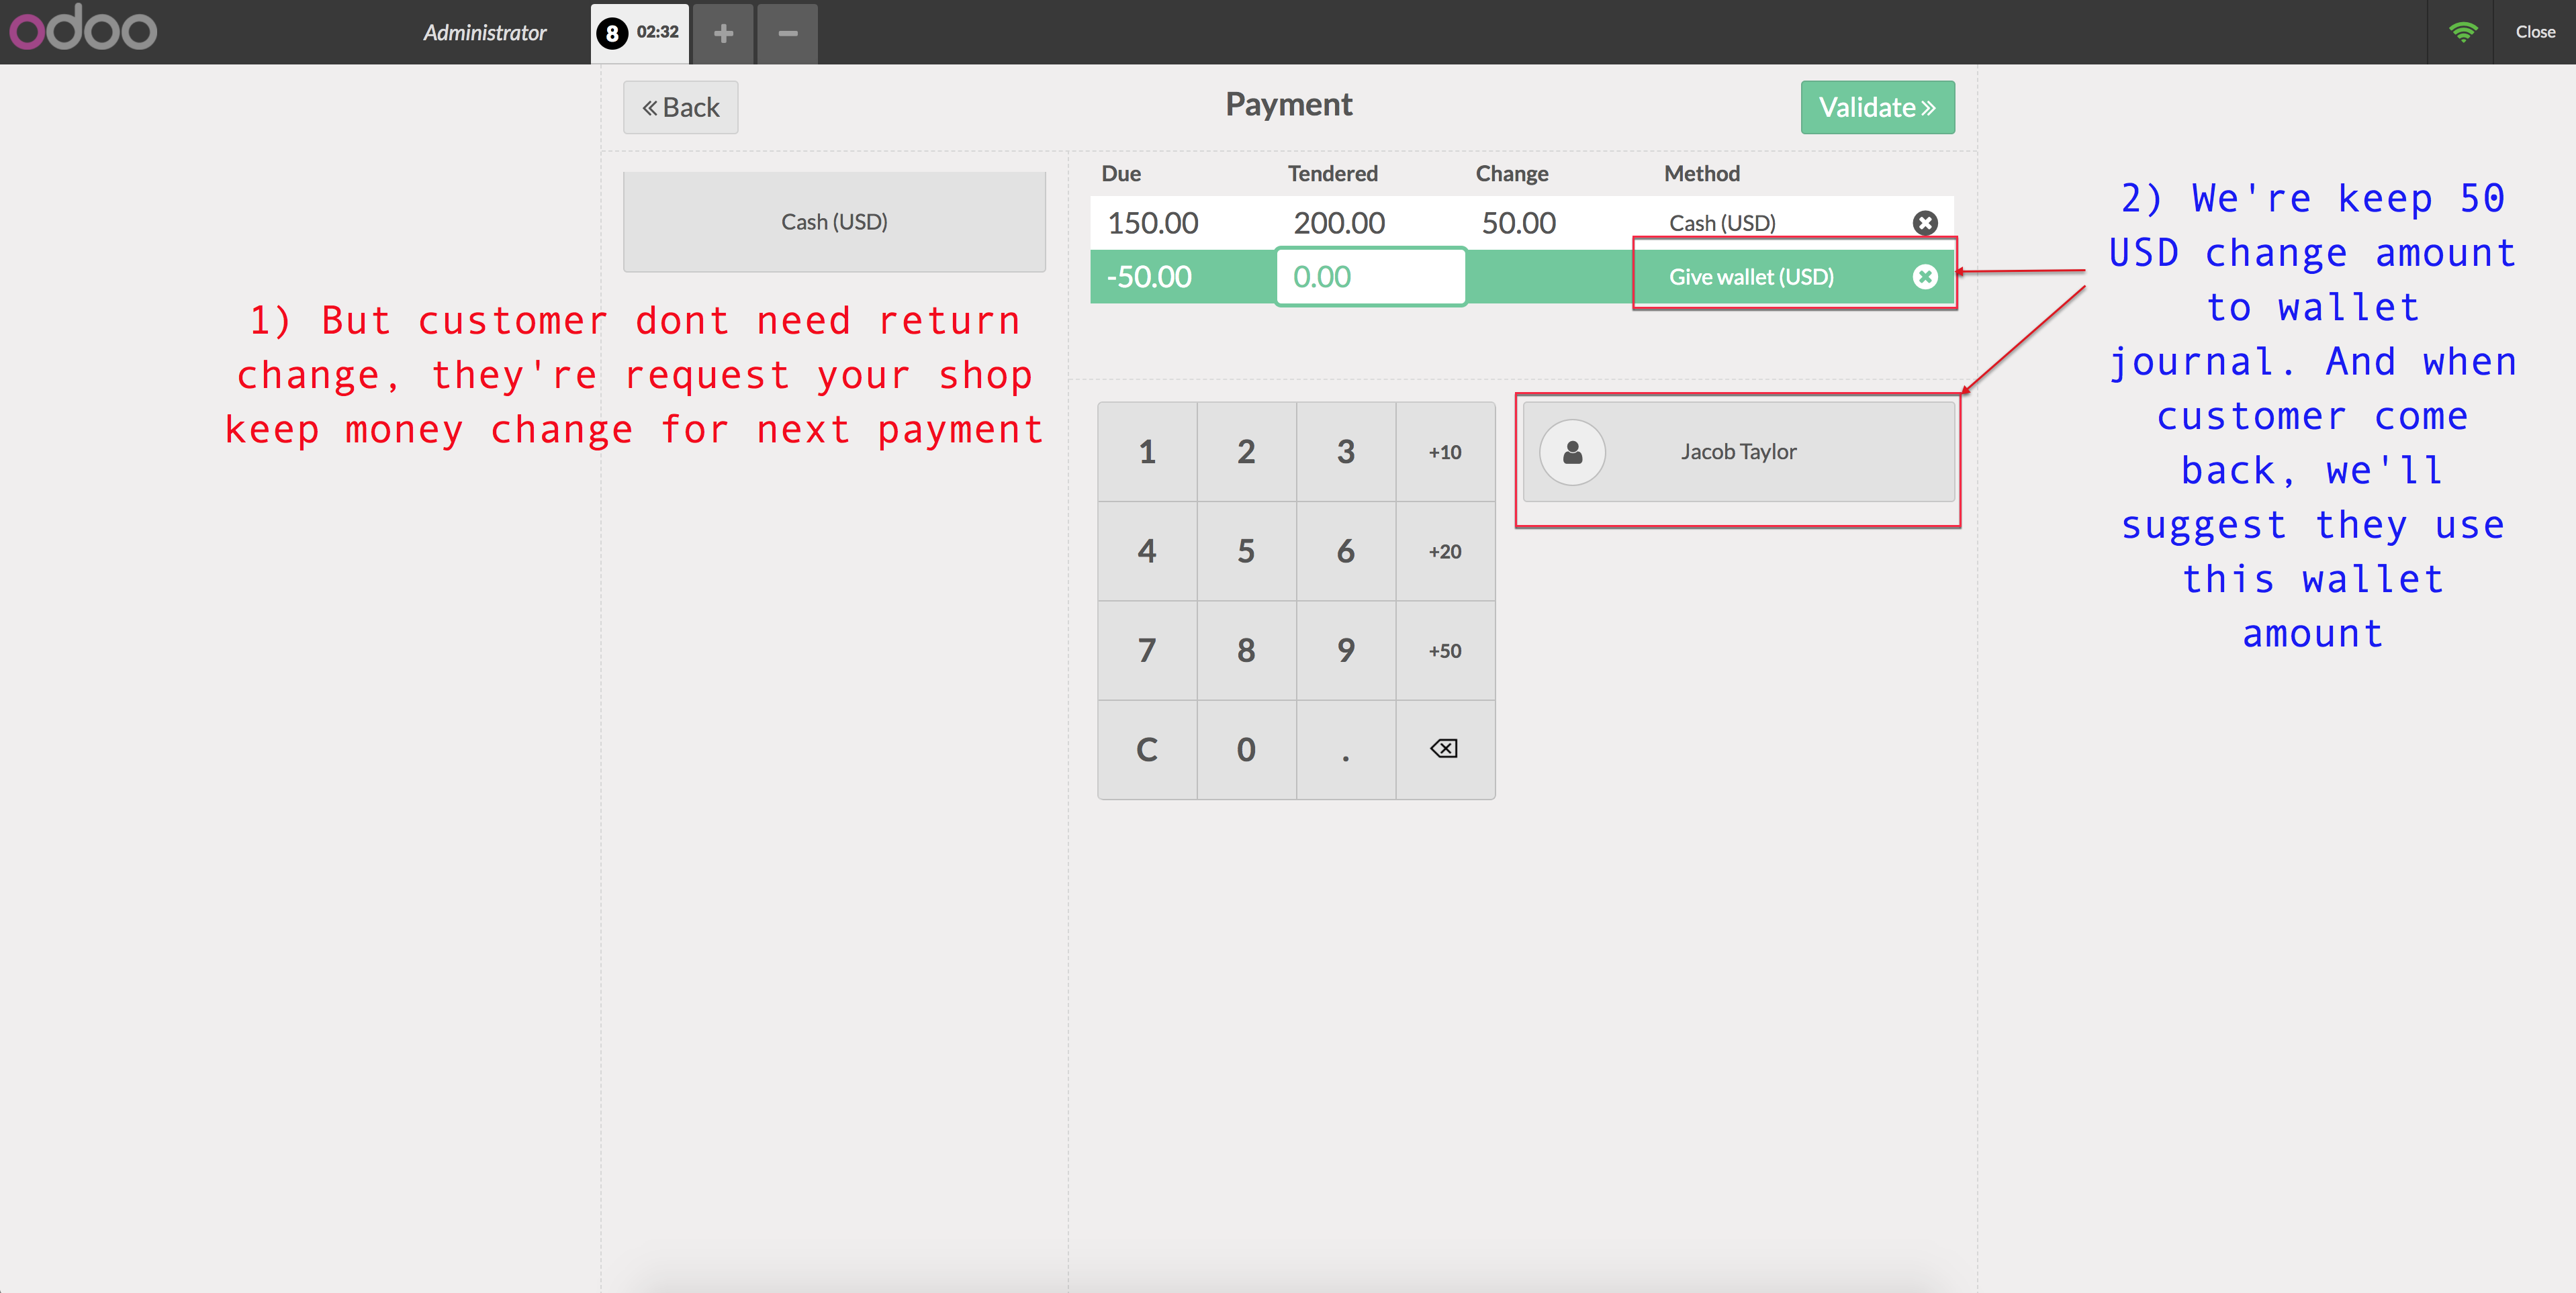 odoo
Administrator
8 02:32
Close
Back
Payment
Validate
Due Tendered Change Method
Cash (USD)
150.00 200.00 50.00 Cash (USD)
-50.00 0.00 Give wallet (USD)
1) But customer dont need return
change, they're request your shop
keep money change for next payment
2) We're keep 50
USD change amount
to wallet
journal. And when
customer come
back, we'll
suggest they use
this wallet
amount
1 2 3 +10
Jacob Taylor
4 5 6 +20
7 8 9 +50
C 0 .